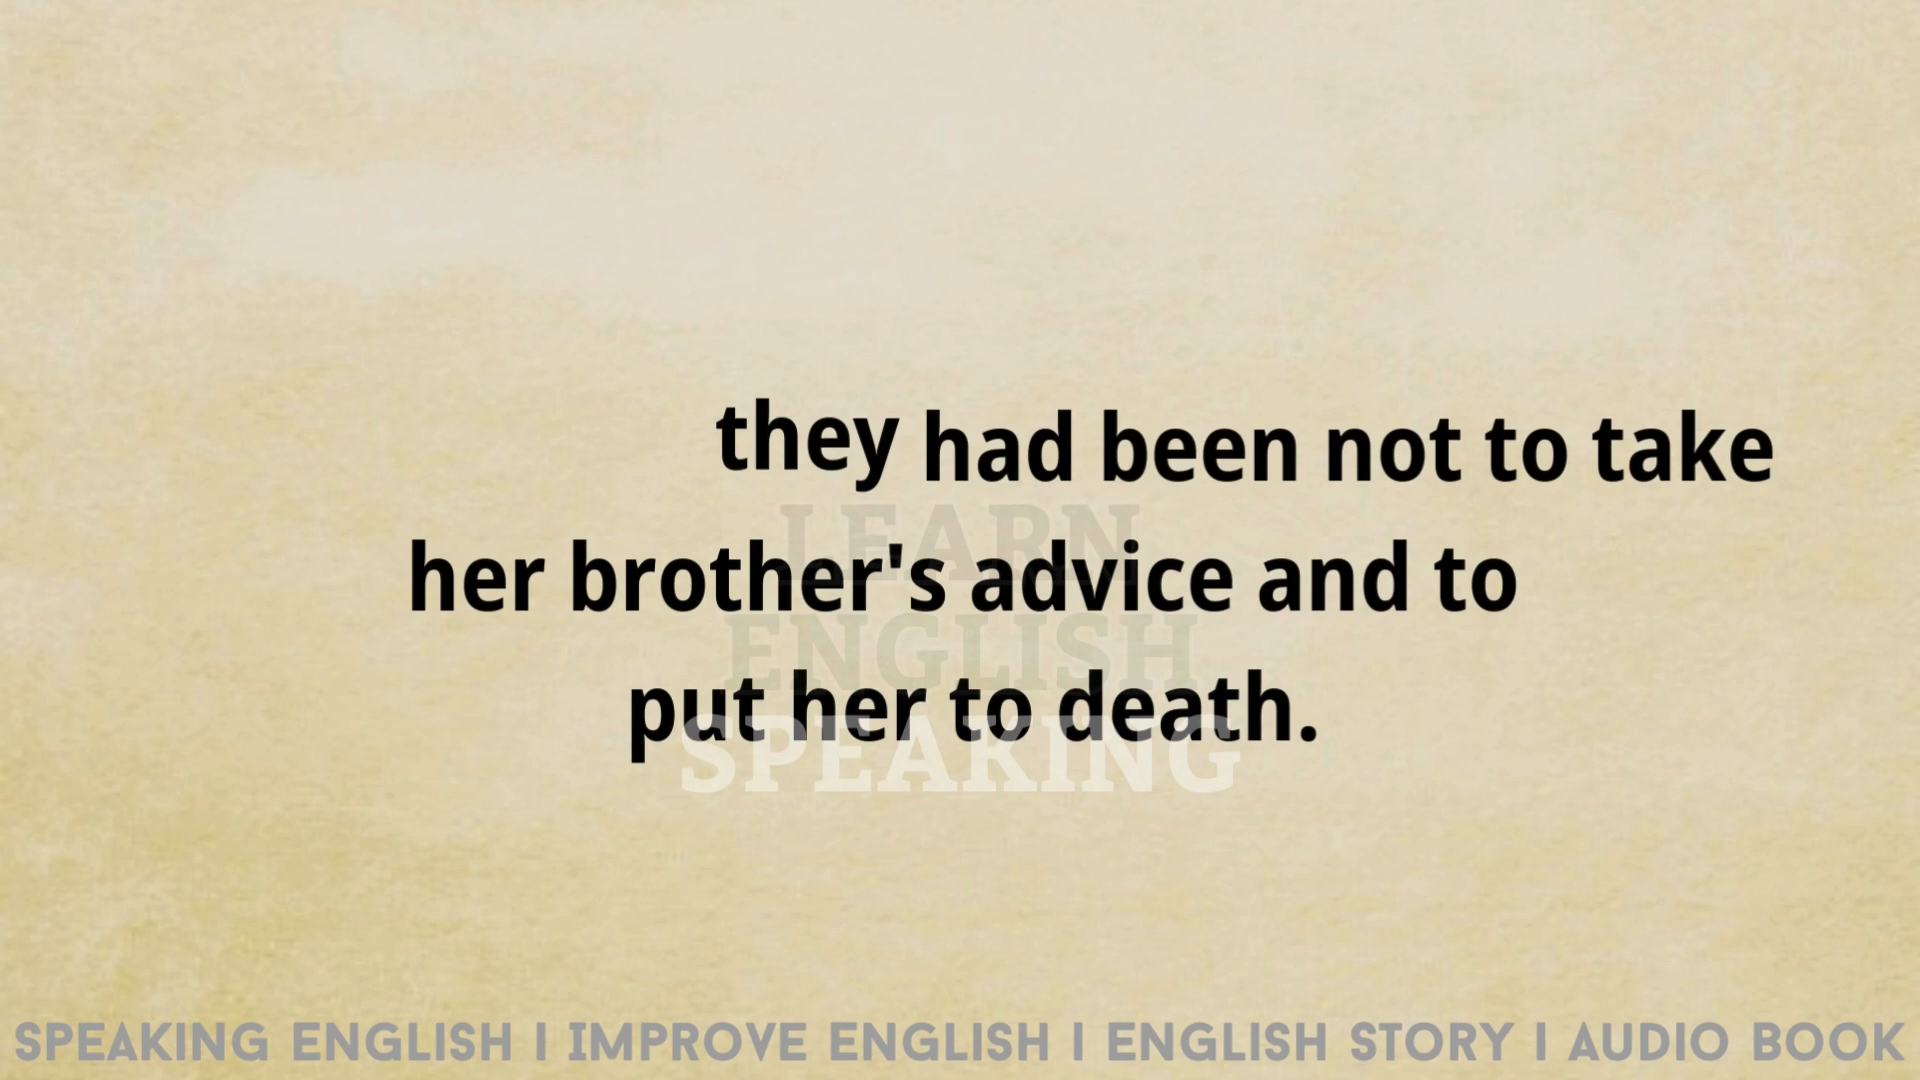 they had been not to take
her brother's advice and to
put her to death.
LEARN
ENGLISH
SPEAKING
SPEAKING ENGLISH I IMPROVE ENGLISH I ENGLISH STORY I AUDIO BOOK